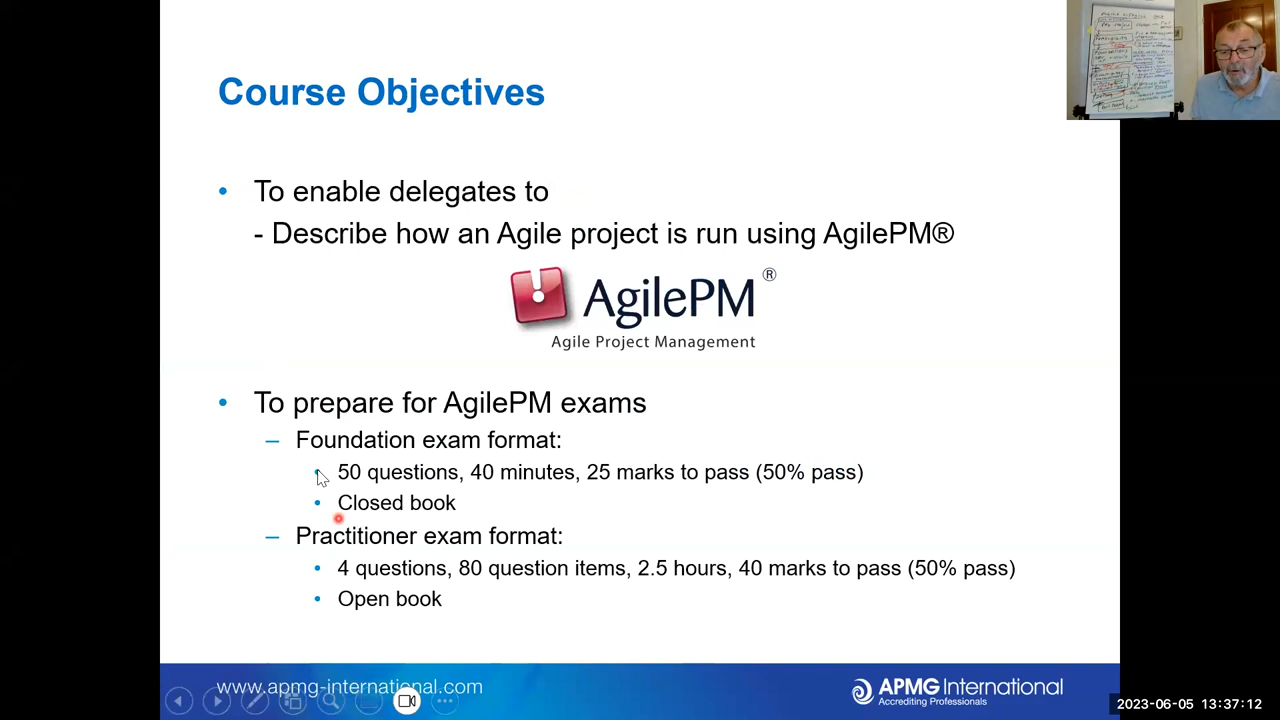 Course Objectives
• To enable delegates to
- Describe how an Agile project is run using AgilePM®
AgilePM®
Agile Project Management
• To prepare for AgilePM exams
– Foundation exam format:
• 50 questions, 40 minutes, 25 marks to pass (50% pass)
• Closed book
– Practitioner exam format:
• 4 questions, 80 question items, 2.5 hours, 40 marks to pass (50% pass)
• Open book
www.apmg-international.com
APMG International
Accrediting Professionals
2023-06-05 13:37:12